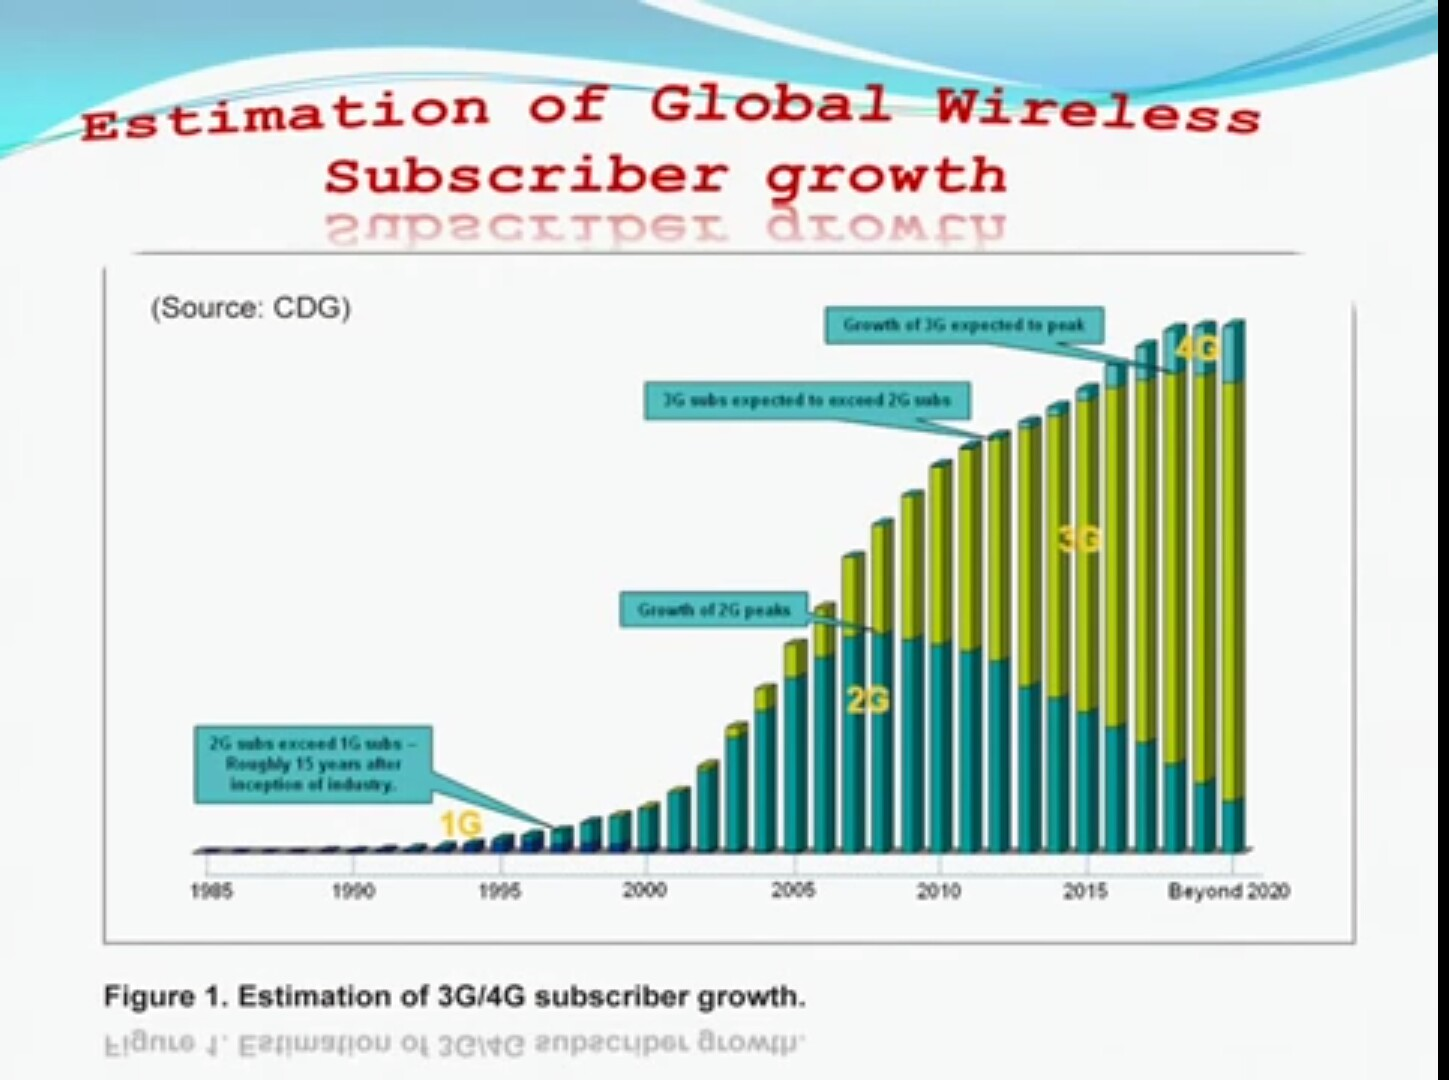 Estimation of Global Wireless
Subscriber growth
(Source: CDG)
Growth of 3G expected to peak
4G
3G subs expected to exceed 2G subs
3G
Growth of 2G peaks
2G
2G subs exceed 1G subs –
Roughly 15 years after
inception of industry.
1G
1985 1990 1995 2000 2005 2010 2015 Beyond 2020
Figure 1. Estimation of 3G/4G subscriber growth.